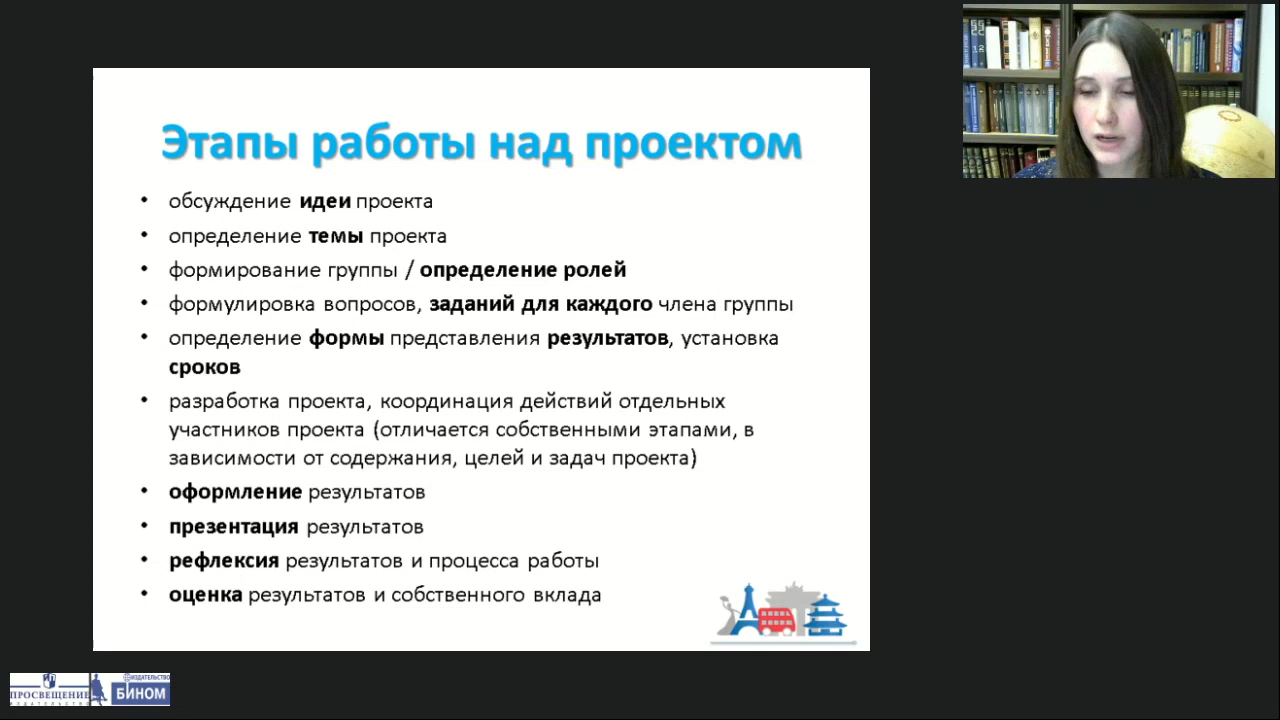 Этапы работы над проектом
• обсуждение идеи проекта
• определение темы проекта
• формирование группы / определение ролей
• формулировка вопросов, заданий для каждого члена группы
• определение формы представления результатов, установка
сроков
• разработка проекта, координация действий отдельных
участников проекта (отличается собственными этапами, в
зависимости от содержания, целей и задач проекта)
• оформление результатов
• презентация результатов
• рефлексия результатов и процесса работы
• оценка результатов и собственного вклада
ПРОСВЕЩЕНИЕ
ИЗДАТЕЛЬСТВО
ИЗДАТЕЛЬСТВО
БИНОМ